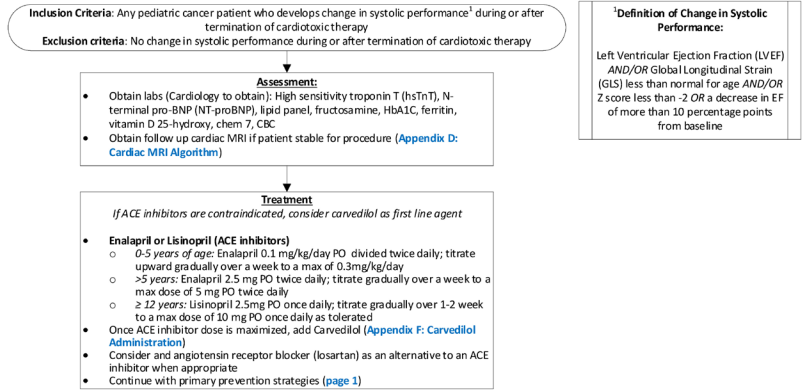 Inclusion Criteria: Any pediatric cancer patient who develops change in systolic performance1 during or after
termination of cardiotoxic therapy
Exclusion criteria: No change in systolic performance during or after termination of cardiotoxic therapy
1Definition of Change in Systolic
Performance:
Left Ventricular Ejection Fraction (LVEF)
AND/OR Global Longitudinal Strain
(GLS) less than normal for age AND/OR
Z score less than -2 OR a decrease in EF
of more than 10 percentage points
from baseline
Assessment:
• Obtain labs (Cardiology to obtain): High sensitivity troponin T (hsTnT), N-
terminal pro-BNP (NT-proBNP), lipid panel, fructosamine, HbA1C, ferritin,
vitamin D 25-hydroxy, chem 7, CBC
• Obtain follow up cardiac MRI if patient stable for procedure (Appendix D:
Cardiac MRI Algorithm)
Treatment
If ACE inhibitors are contraindicated, consider carvedilol as first line agent
• Enalapril or Lisinopril (ACE inhibitors)
o 0-5 years of age: Enalapril 0.1 mg/kg/day PO divided twice daily; titrate
upward gradually over a week to a max of 0.3mg/kg/day
o >5 years: Enalapril 2.5 mg PO twice daily; titrate gradually over a week to a
max dose of 5 mg PO twice daily
o ≥ 12 years: Lisinopril 2.5mg PO once daily; titrate gradually over 1-2 week
to a max dose of 10 mg PO once daily as tolerated
• Once ACE inhibitor dose is maximized, add Carvedilol (Appendix F: Carvedilol
Administration)
• Consider and angiotensin receptor blocker (losartan) as an alternative to an ACE
inhibitor when appropriate
• Continue with primary prevention strategies (page 1)